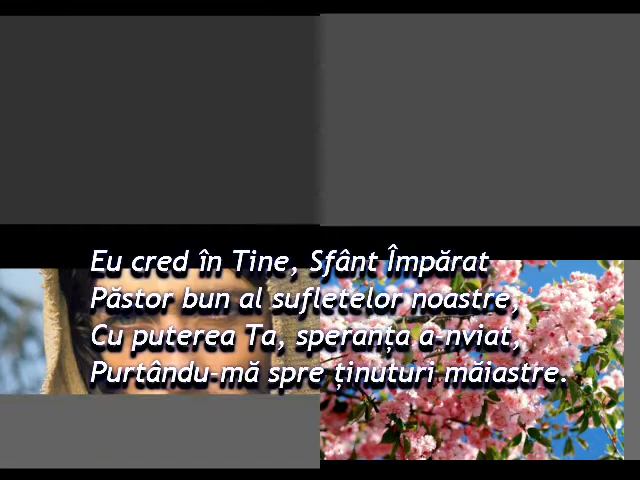 Eu cred în Tine, Sfânt Împărat
Păstor bun al sufletelor noastre,
Cu puterea Ta, speranța a-nviat,
Purtându-mă spre ținuturi măiastre.